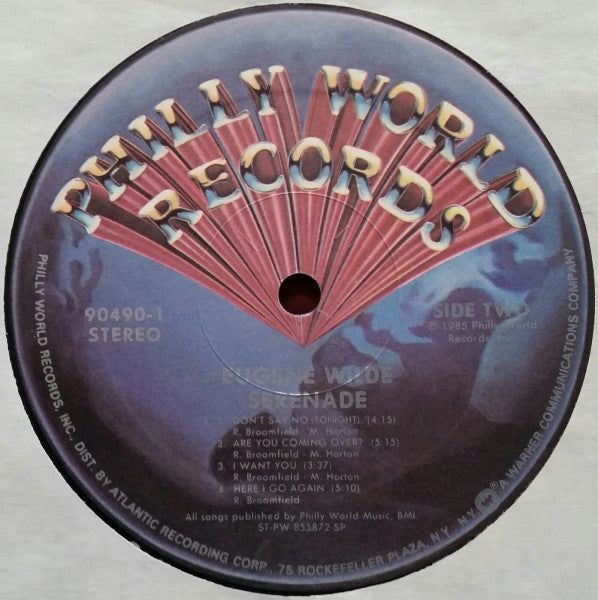 PHILLY WORLD
RECORDS
90490-1
STEREO
SIDE TWO
℗ 1985 Philly World
Records,
EUGENE WILDE
SERENADE
DON'T SAY NO (TONIGHT) (4:15)
R. Broomfield - M. Horton
2. ARE YOU COMING OVER? (5:15)
R. Broomfield - M. Horton
3. I WANT YOU (3:37)
R. Broomfield - M. Horton
4. HERE I GO AGAIN (5:10)
R. Broomfield
All songs published by Philly World Music, BMI.
ST-PW-855872 SP
PHILLY WORLD RECORDS, INC., DIST. BY ATLANTIC RECORDING CORP., 75 ROCKEFELLER PLAZA, N.Y., N.Y. A WARNER COMMUNICATIONS COMPANY